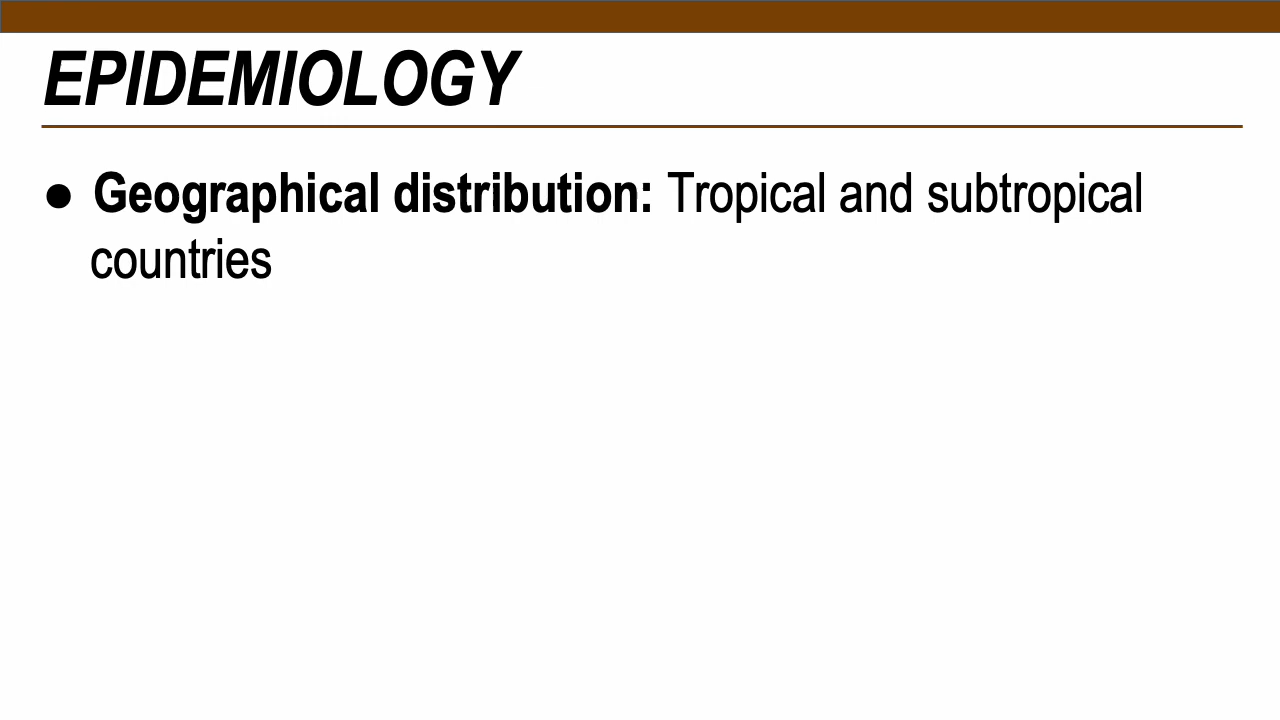 EPIDEMIOLOGY
● Geographical distribution: Tropical and subtropical
countries